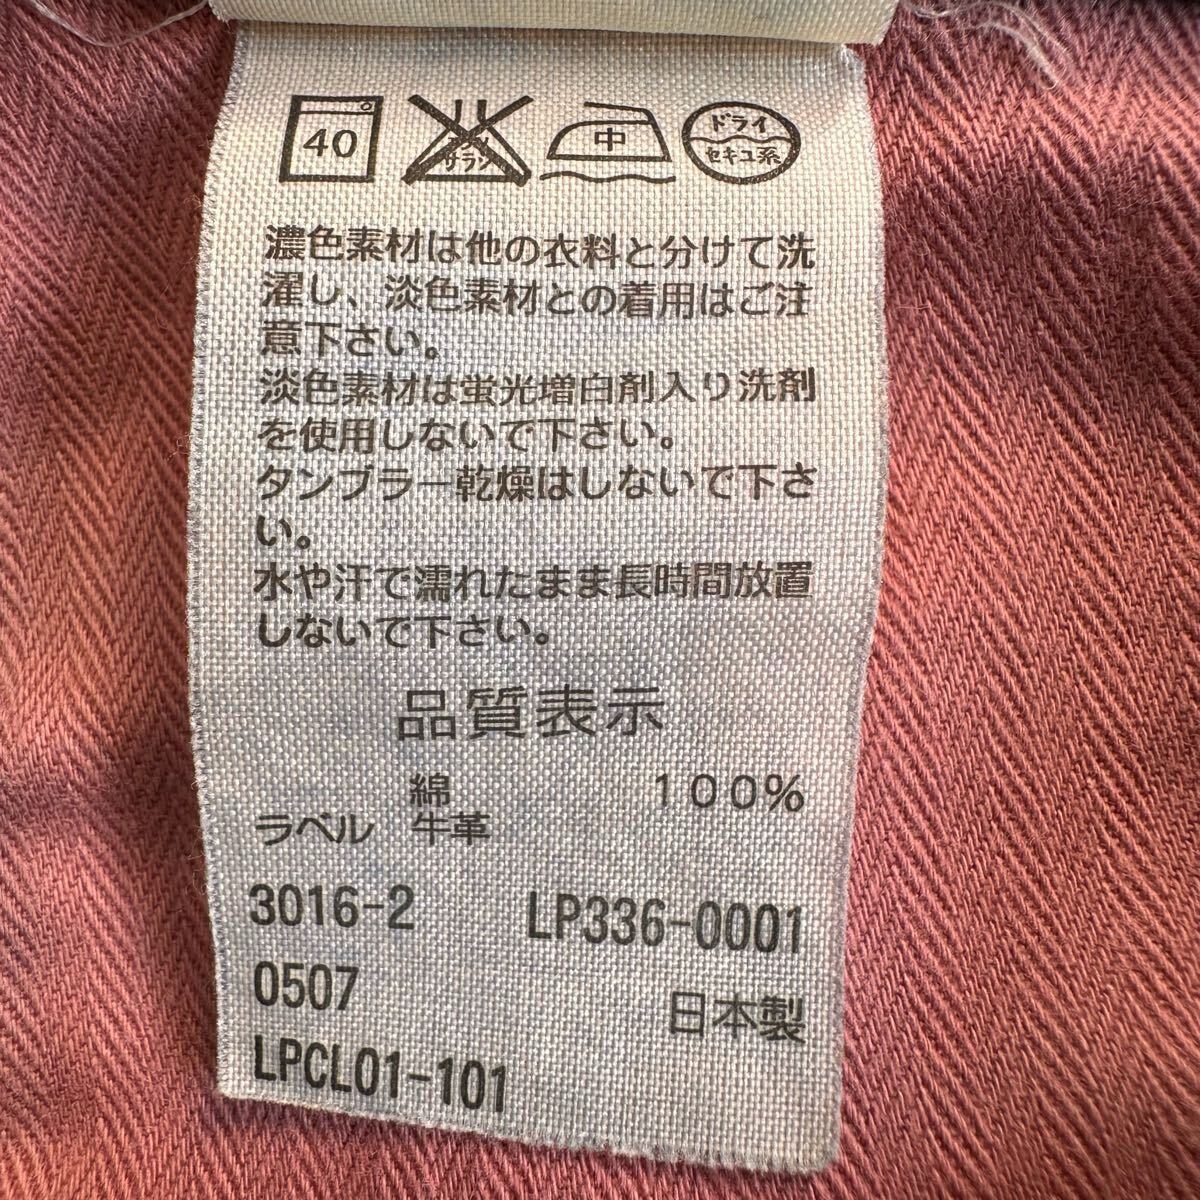 40
サラシ
中
ドライ
セキユ系
濃色素材は他の衣料と分けて洗
濯し、淡色素材との着用はご注
意下さい。
淡色素材は蛍光増白剤入り洗剤
を使用しないで下さい。
タンブラー乾燥はしないで下さ
い。
水や汗で濡れたまま長時間放置
しないで下さい。
品質表示
綿 100%
ラベル 牛革
3016-2 LP336-0001
0507 日本製
LPCL01-101